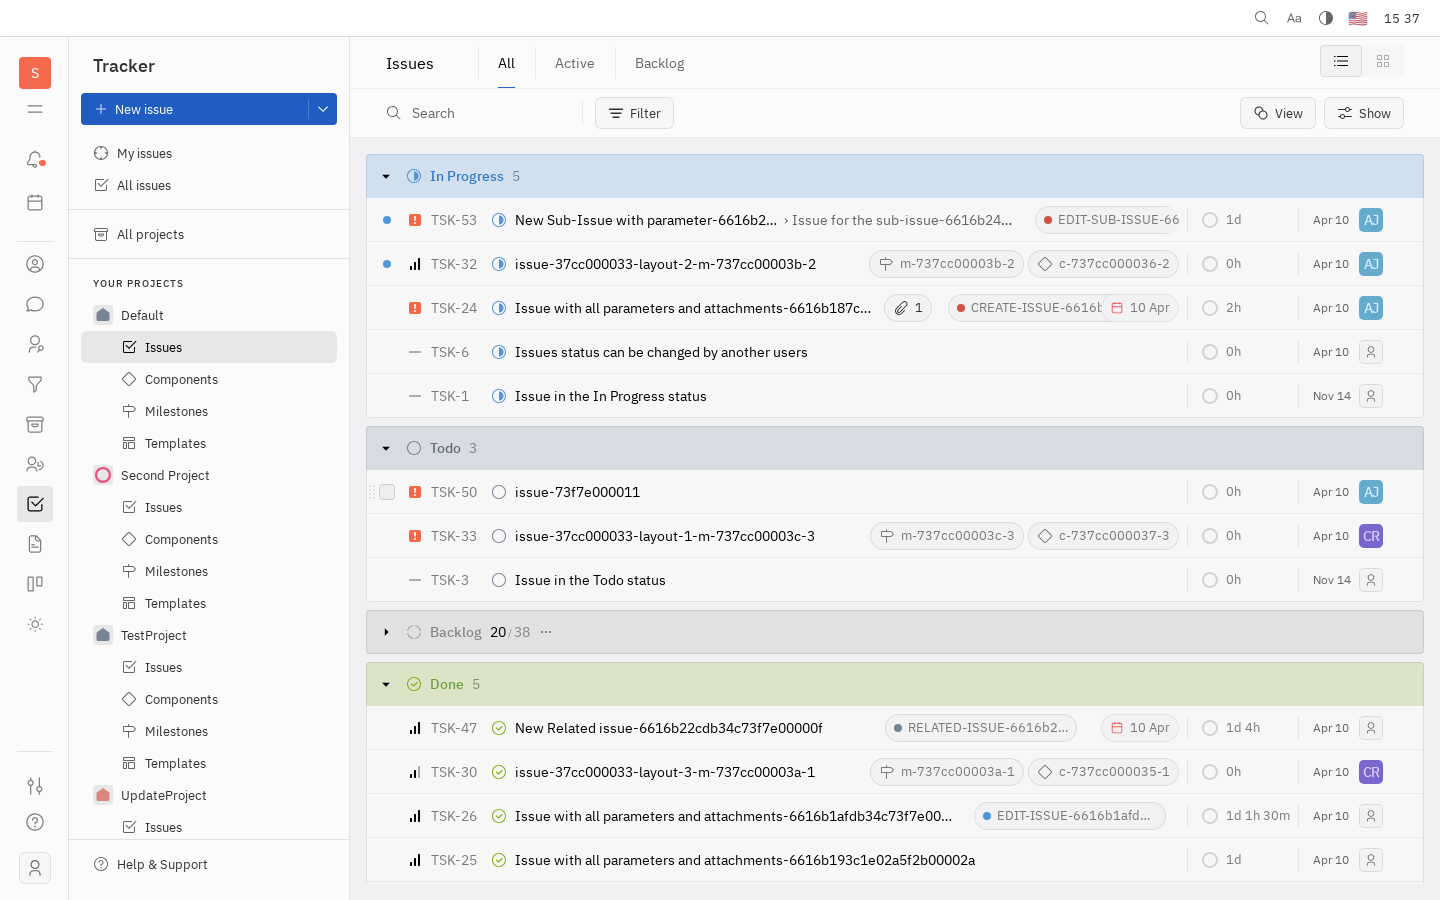 Aa
15 37
S
Tracker
New issue
My issues
All issues
All projects
YOUR PROJECTS
Default
Issues
Components
Milestones
Templates
Second Project
Issues
Components
Milestones
Templates
TestProject
Issues
Components
Milestones
Templates
UpdateProject
Issues
Help & Support
Issues
All
Active
Backlog
Search
Filter
View
Show
In Progress 5
TSK-53 New Sub-Issue with parameter-6616b2... › Issue for the sub-issue-6616b24... EDIT-SUB-ISSUE-66 1d Apr 10 AJ
TSK-32 issue-37cc000033-layout-2-m-737cc00003b-2 m-737cc00003b-2 c-737cc000036-2 0h Apr 10 AJ
TSK-24 Issue with all parameters and attachments-6616b187c... 1 CREATE-ISSUE-6616b 10 Apr 2h Apr 10 AJ
TSK-6 Issues status can be changed by another users 0h Apr 10
TSK-1 Issue in the In Progress status 0h Nov 14
Todo 3
TSK-50 issue-73f7e000011 0h Apr 10 AJ
TSK-33 issue-37cc000033-layout-1-m-737cc00003c-3 m-737cc00003c-3 c-737cc000037-3 0h Apr 10 CR
TSK-3 Issue in the Todo status 0h Nov 14
Backlog 20/38 ...
Done 5
TSK-47 New Related issue-6616b22cdb34c73f7e00000f RELATED-ISSUE-6616b2... 10 Apr 1d 4h Apr 10
TSK-30 issue-37cc000033-layout-3-m-737cc00003a-1 m-737cc00003a-1 c-737cc000035-1 0h Apr 10 CR
TSK-26 Issue with all parameters and attachments-6616b1afdb34c73f7e00... EDIT-ISSUE-6616b1afd... 1d 1h 30m Apr 10
TSK-25 Issue with all parameters and attachments-6616b193c1e02a5f2b00002a 1d Apr 10